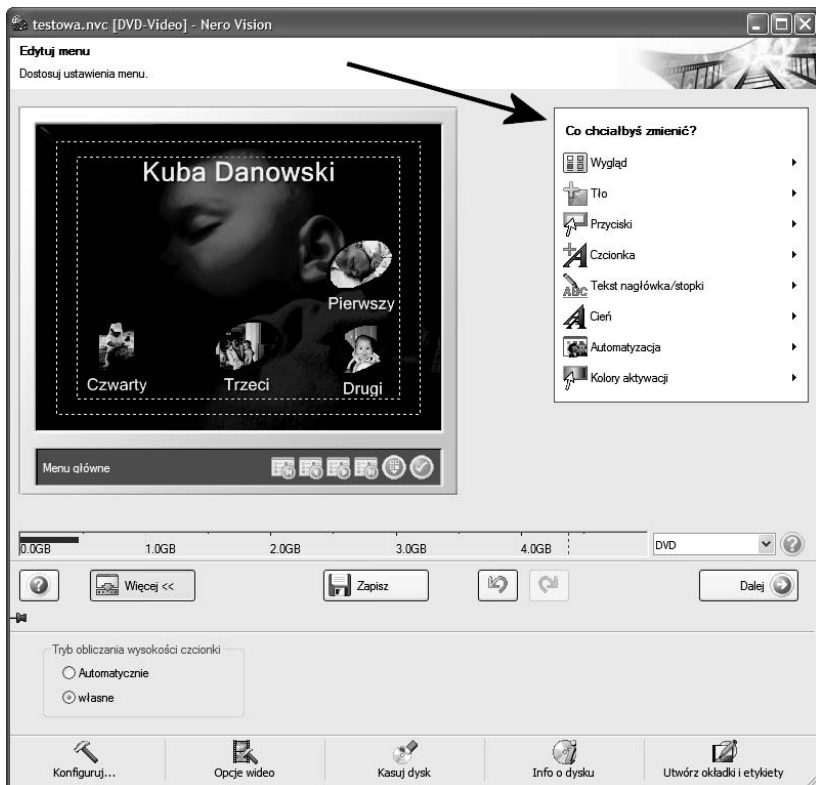 testowa.nvc [DVD-Video] - Nero Vision
Edytuj menu
Dostosuj ustawienia menu.
Kuba Danowski
Pierwszy
Czwarty Trzeci Drugi
Menu główne
Co chciałbyś zmienić?
Wygląd
Tło
Przyciski
Czcionka
ABC Tekst nagłówka/stopki
Cień
Automatyzacja
Kolory aktywacji
0.0GB 1.0GB 2.0GB 3.0GB 4.0GB DVD
Więcej << Zapisz Dalej
Tryb obliczania wysokości czcionki
Automatycznie
własne
Konfiguruj... Opcje wideo Kasuj dysk Info o dysku Utwórz okładki i etykiety